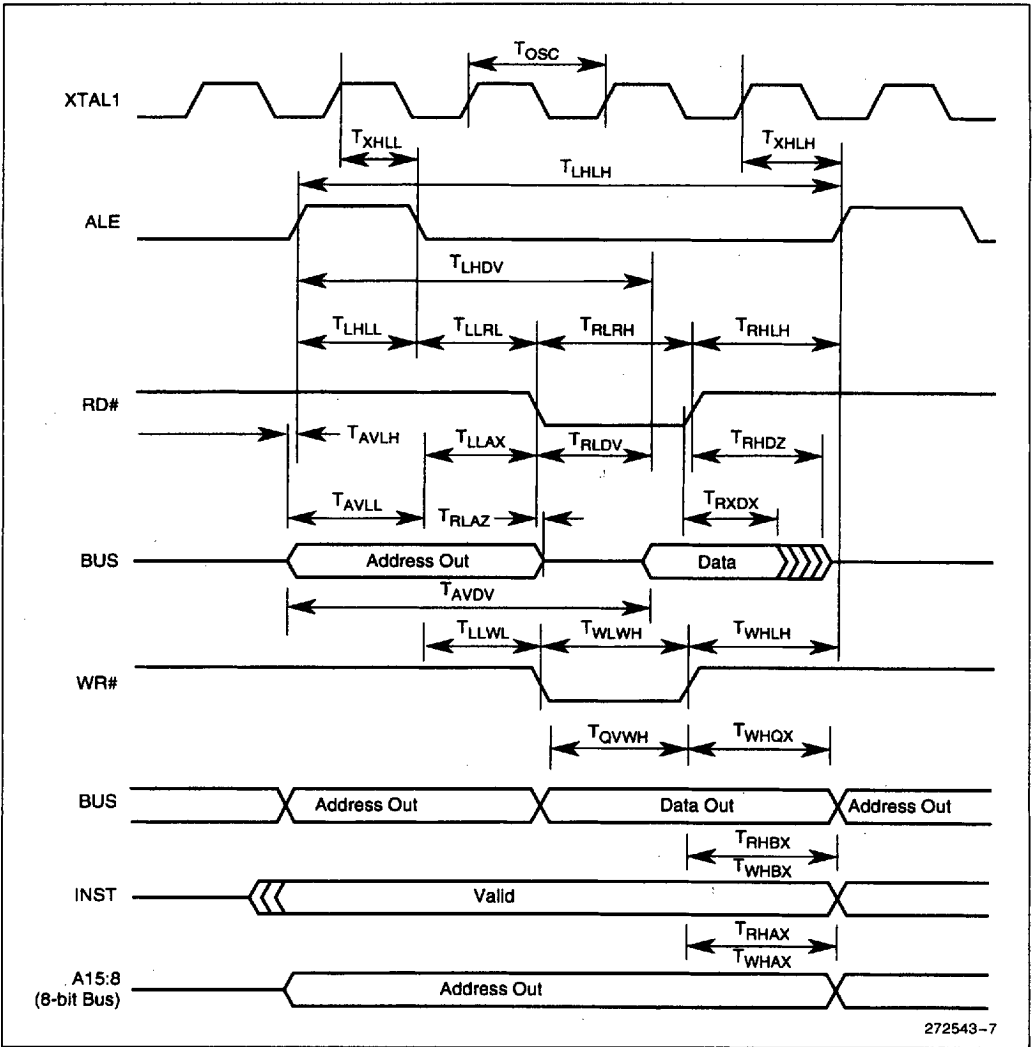 TOSC
XTAL1
TXHLL
TXHLH
TLHLH
ALE
TLHDV
TLHLL TLLRL TRLRH TRHLH
RD#
TAVLH TLLAX TRLDV TRHDZ
TRXDX
TAVLL TRLAZ
BUS Address Out Data
TAVDV
TLLWL TWLWH TWHLH
WR#
TQVWH TWHQX
BUS Address Out Data Out Address Out
TRHBX
TWHBX
INST Valid
TRHAX
TWHAX
A15:8
(8-bit Bus) Address Out
272543-7